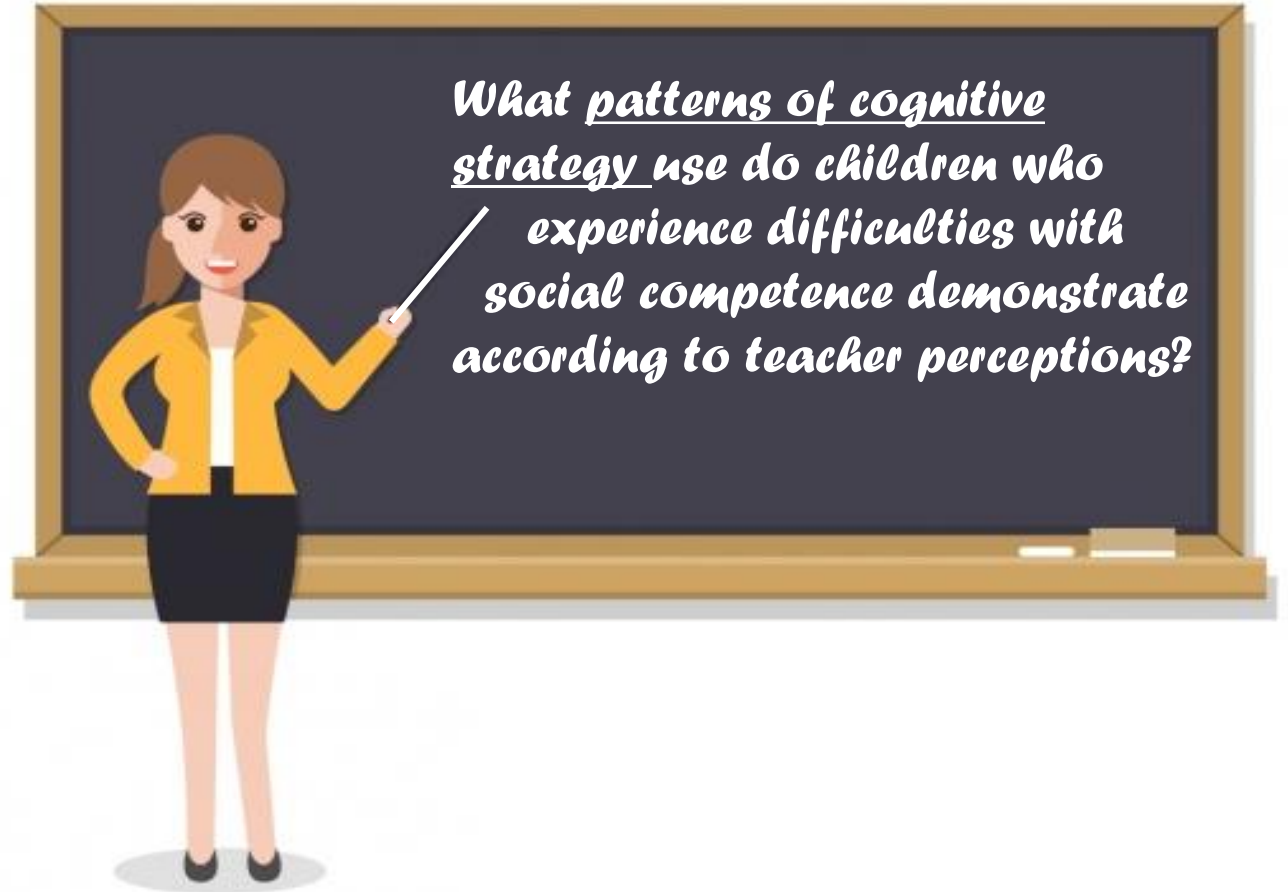 What patterns of cognitive
strategy use do children who
experience difficulties with
social competence demonstrate
according to teacher perceptions?